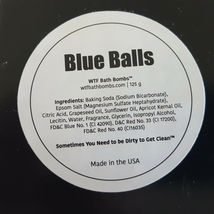 Blue Balls
WTF Bath Bombs™
wtfbathbombs.com | 125 g
Ingredients: Baking Soda (Sodium Bicarbonate),
Epsom Salt (Magnesium Sulfate Heptahydrate),
Citric Acid, Grapeseed Oil, Sunflower, Apricot Kernal Oil,
Lecitin, Water, Fragrance, Glycerin, Isopropyl Alcohol,
FD&C Blue No. 1 (CI 42090), D&C Red No. 33 (CI 17200),
FD&C Red No. 40 (CI16035)
Sometimes You Need to be Dirty to Get Clean™
Made in the USA